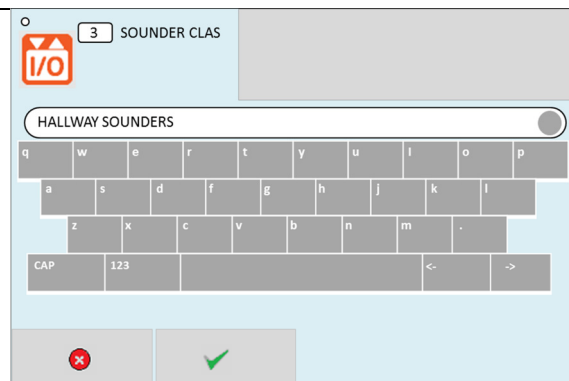 3 SOUNDER CLAS
I/O
HALLWAY SOUNDERS
q w e r t y u I o p
a s d f g h j k l
z x c v b n m .
CAP 123 <- ->